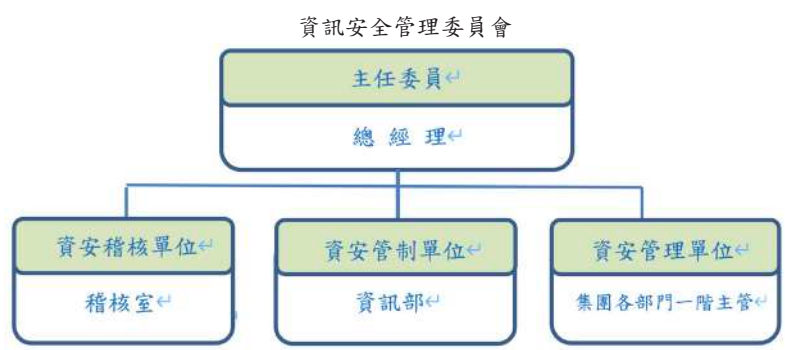 資訊安全管理委員會
主任委員
總 經 理
資安稽核單位
資安管制單位
資安管理單位
稽核室
資訊部
集團各部門一階主管